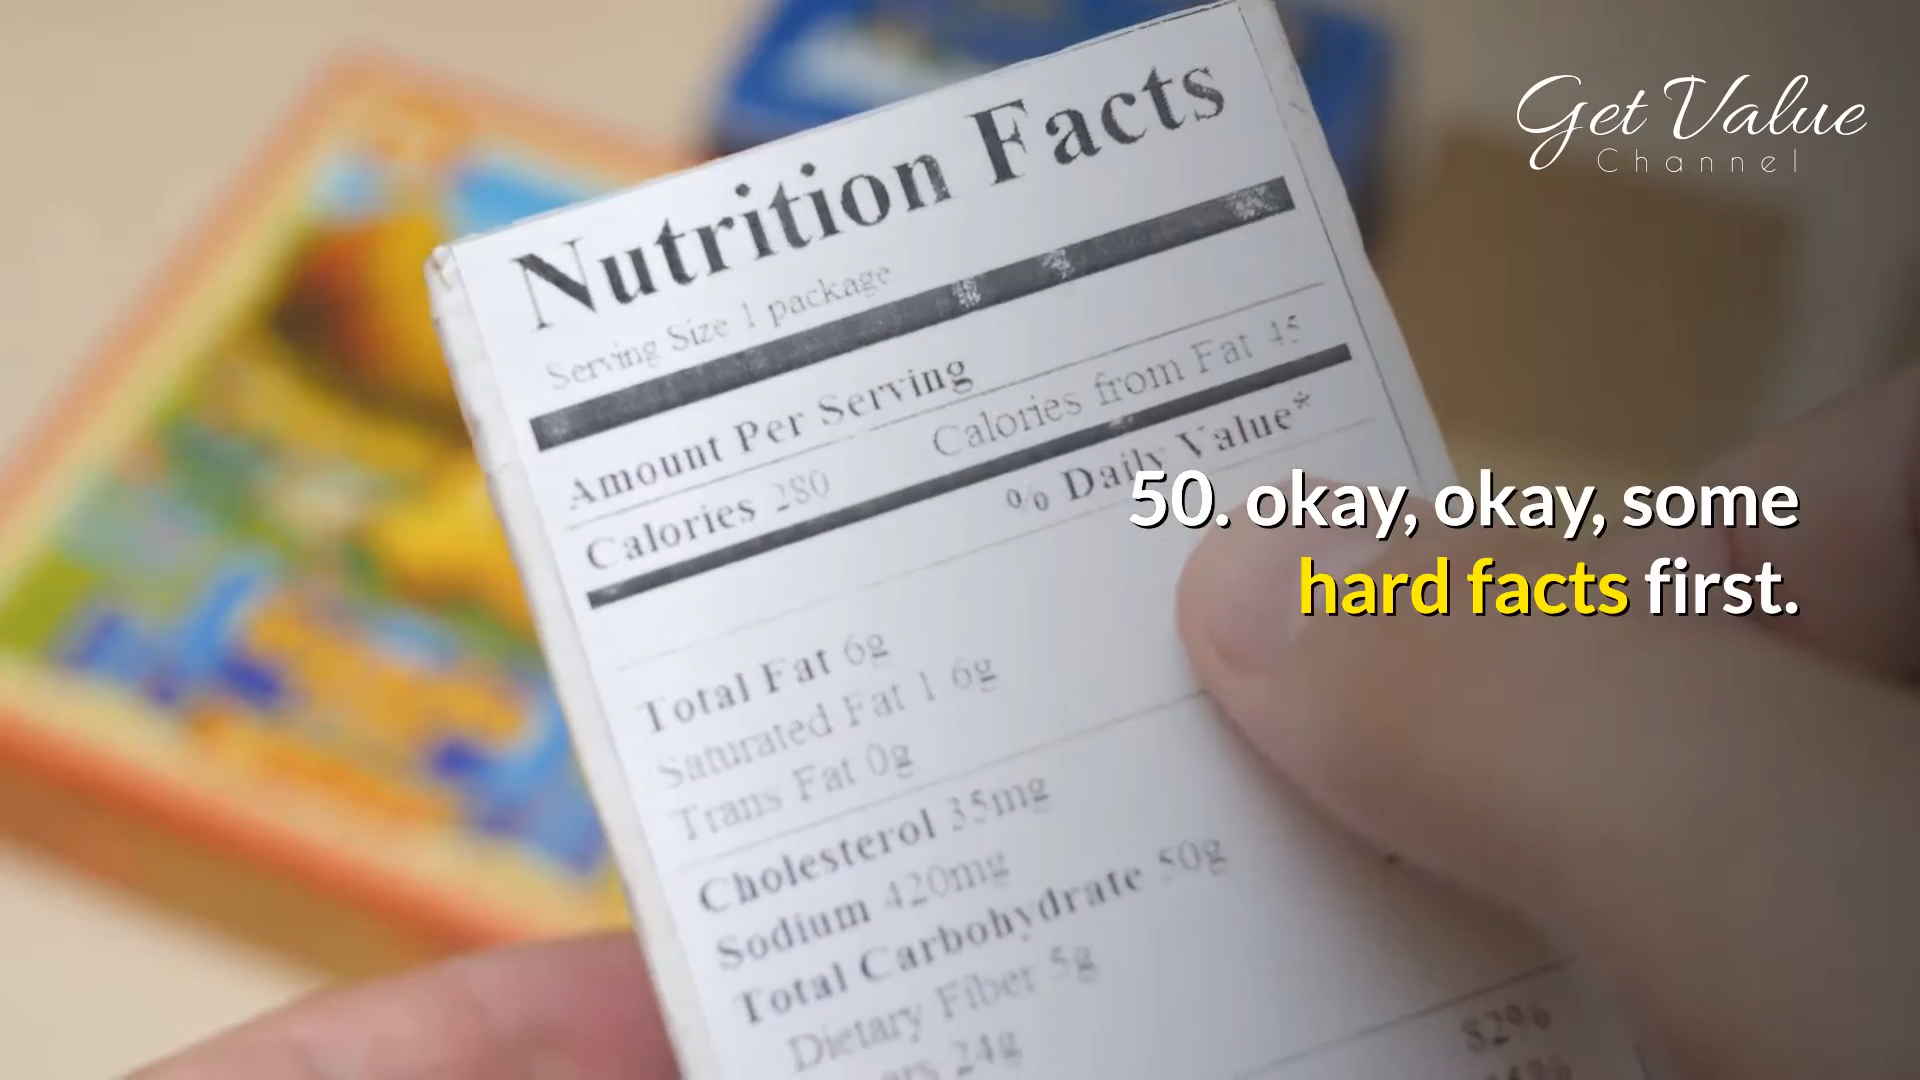 Get Value
Channel
Nutrition Facts
Serving Size 1 package
Amount Per Serving
Calories 280 Calories from Fat 45
% Daily Value*
50. okay, okay, some
hard facts first.
Total Fat 6g
Saturated Fat 1.6g
Trans Fat 0g
Cholesterol 35mg
Sodium 420mg
Total Carbohydrate 50g
Dietary Fiber 5g
24g
82%